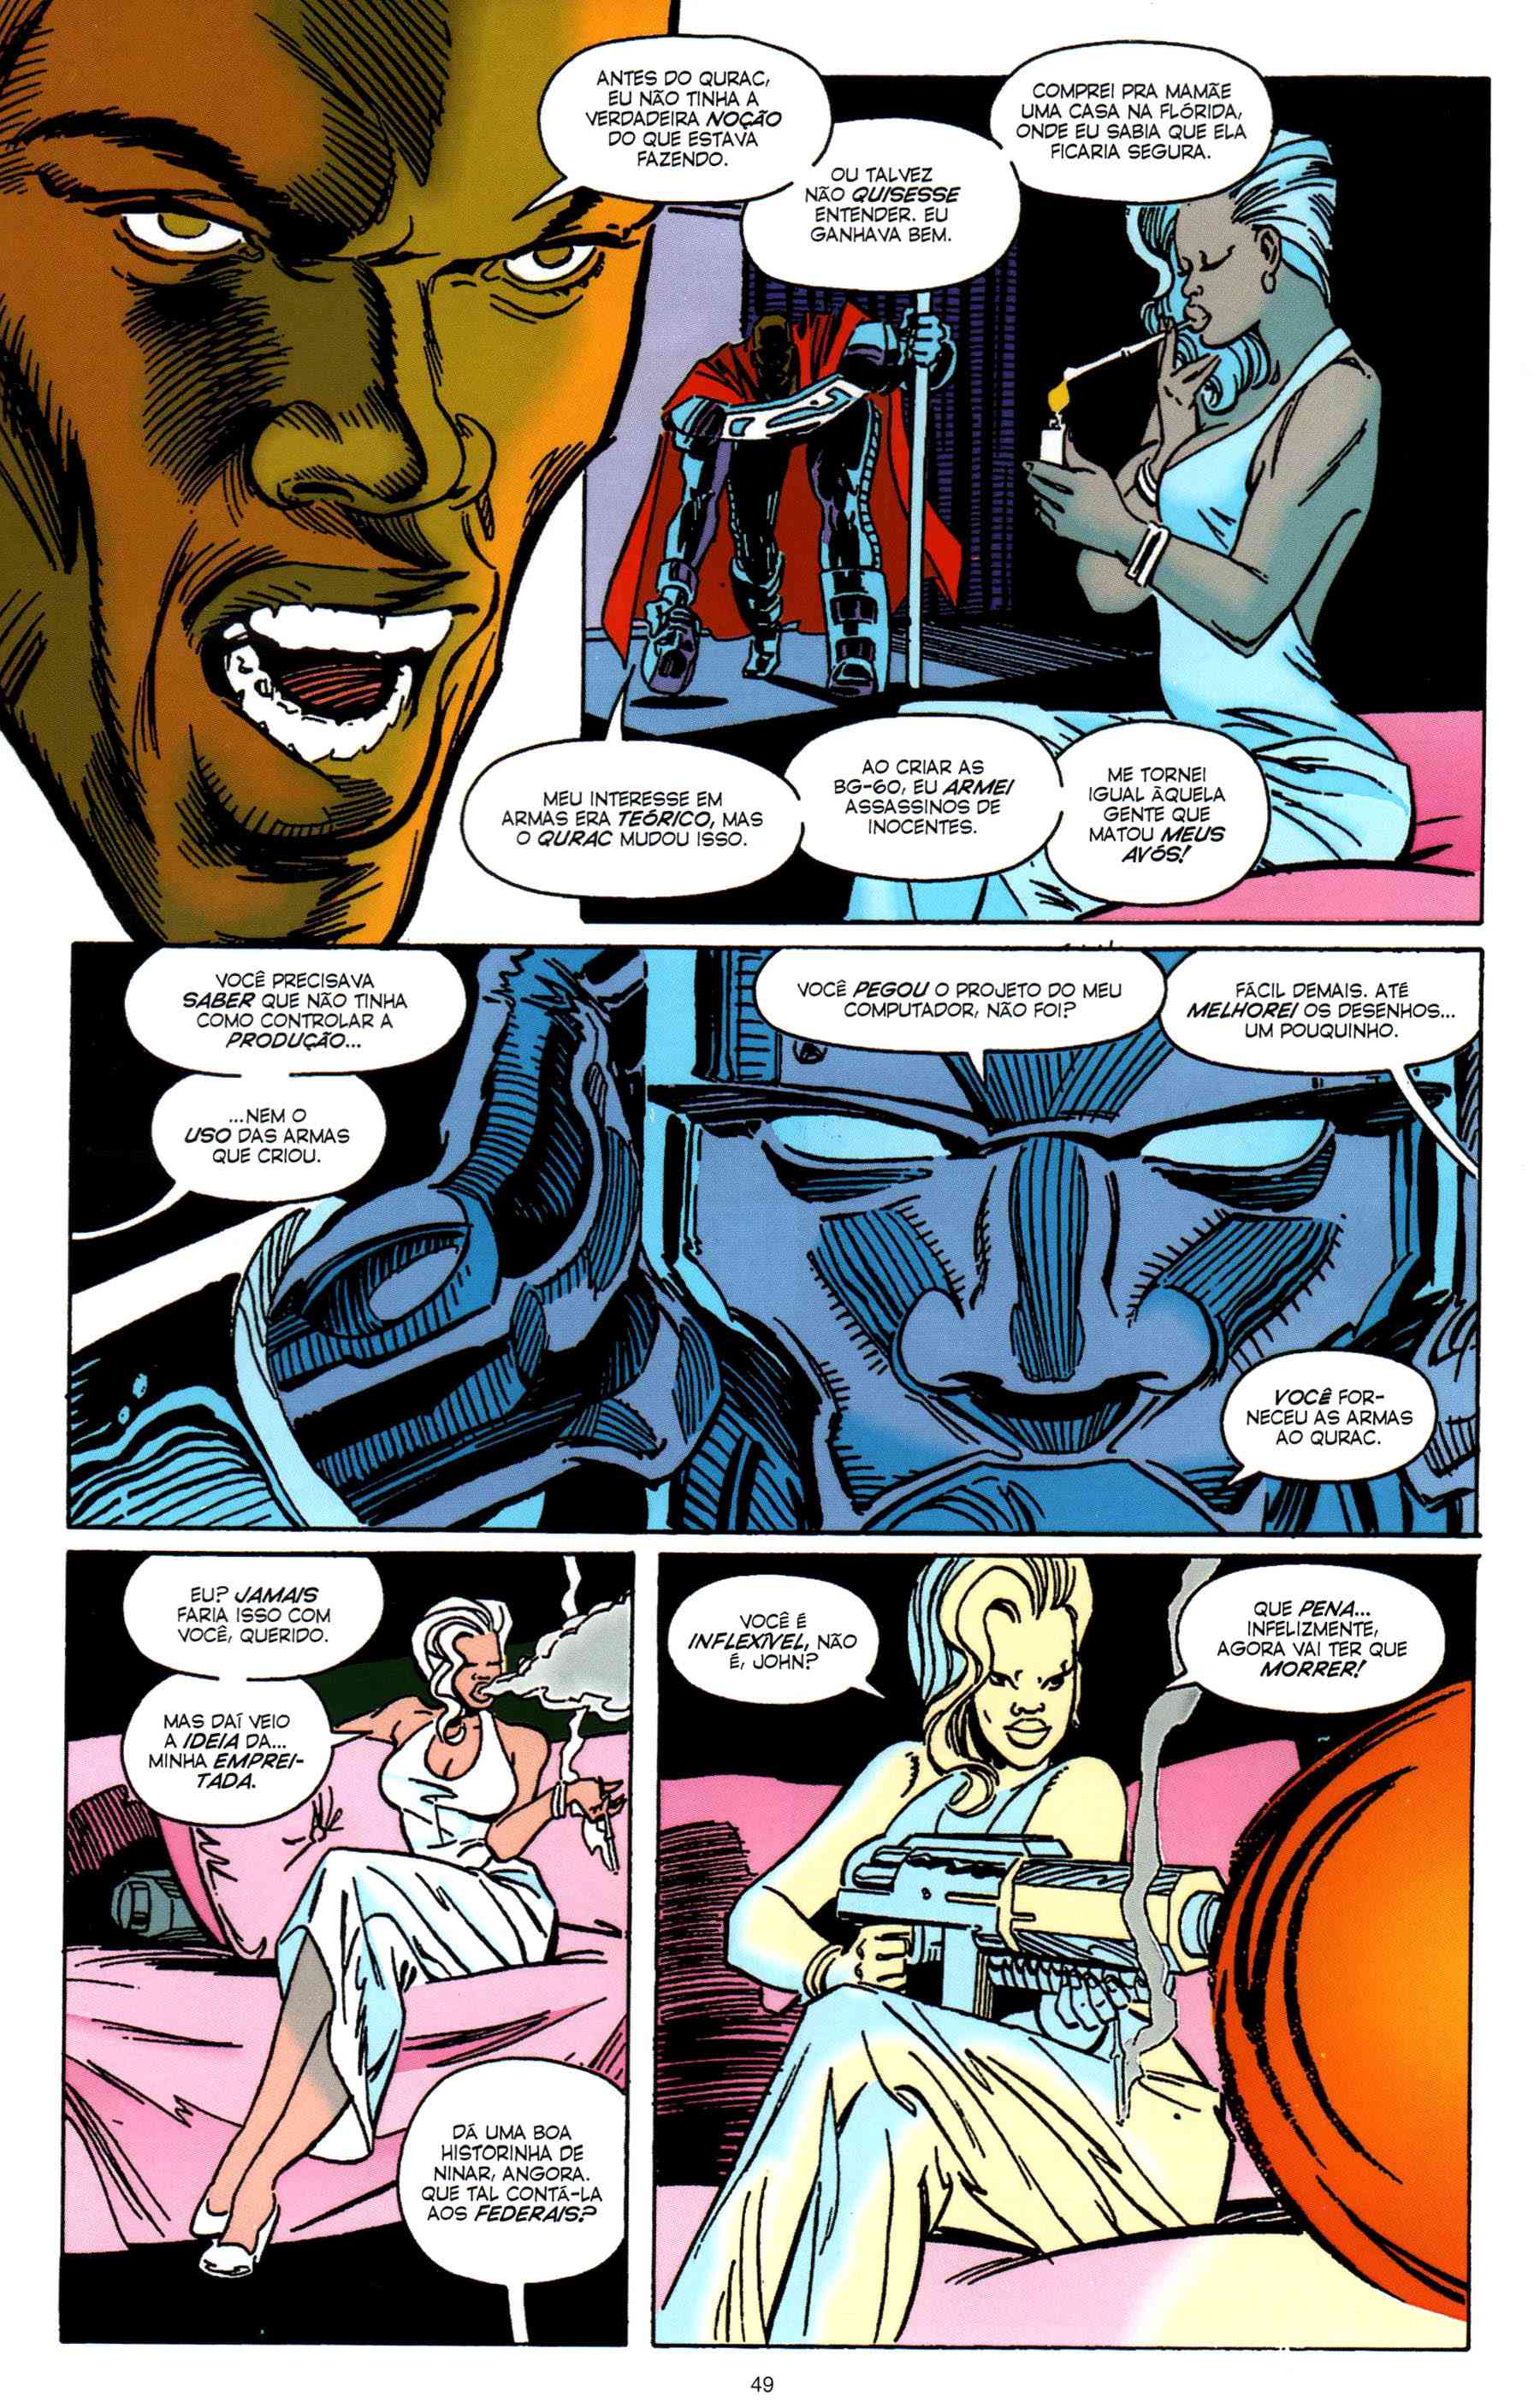 ANTES DO QURAC,
EU NÃO TINHA A
VERDADEIRA NOÇÃO
DO QUE ESTAVA
FAZENDO.
OU TALVEZ
NÃO QUISESSE
ENTENDER. EU
GANHAVA BEM.
COMPREI PRA MAMÃE
UMA CASA NA FLÓRIDA,
ONDE EU SABIA QUE ELA
FICARIA SEGURA.
MEU INTERESSE EM
ARMAS ERA TEÓRICO, MAS
O QURAC MUDOU ISSO.
AO CRIAR AS
BG-60, EU ARMEI
ASSASSINOS DE
INOCENTES.
ME TORNEI
IGUAL ÀQUELA
GENTE QUE
MATOU MEUS
AVÓS!
VOCÊ PRECISAVA
SABER QUE NÃO TINHA
COMO CONTROLAR A
PRODUÇÃO...
...NEM O
USO DAS ARMAS
QUE CRIOU.
VOCÊ PEGOU O PROJETO DO MEU
COMPUTADOR, NÃO FOI?
FÁCIL DEMAIS. ATÉ
MELHOREI OS DESENHOS...
UM POUQUINHO.
VOCÊ FOR-
NECEU AS ARMAS
AO QURAC.
EU? JAMAIS
FARIA ISSO COM
VOCÊ, QUERIDO.
MAS DAÍ VEIO
A IDEIA DA...
MINHA EMPREI-
TADA.
DÁ UMA BOA
HISTORINHA DE
NINAR, ANGORA.
QUE TAL CONTÁ-LA
AOS FEDERAIS?
VOCÊ É
INFLEXÍVEL, NÃO
É, JOHN?
QUE PENA...
INFELIZMENTE,
AGORA VAI TER QUE
MORRER!
49